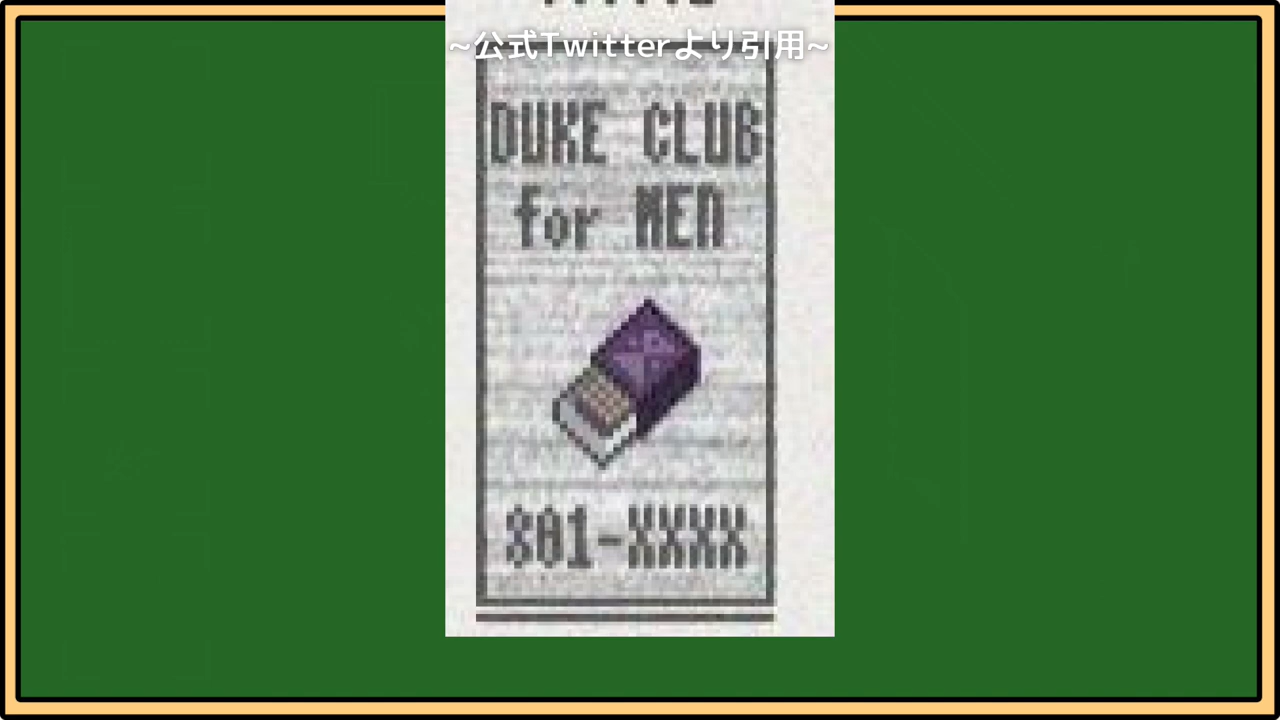 ~公式Twitterより引用~
DUKE CLUB
for MEN
801-XXXX